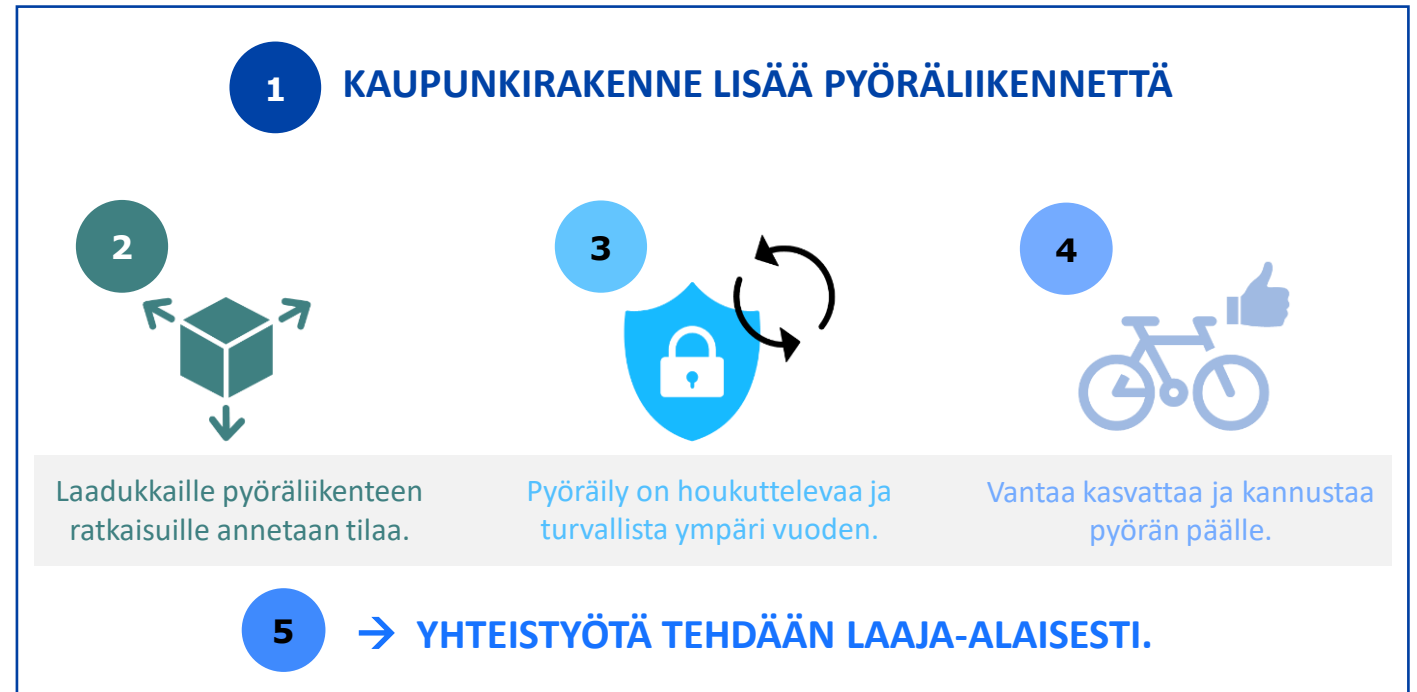 1 KAUPUNKIRAKENNE LISÄÄ PYÖRÄLIIKENNETTÄ
2
Laadukkaille pyöräliikenteen
ratkaisuille annetaan tilaa.
3
Pyöräily on houkuttelevaa ja
turvallista ympäri vuoden.
4
Vantaa kasvattaa ja kannustaa
pyörän päälle.
5 → YHTEISTYÖTÄ TEHDÄÄN LAAJA-ALAISESTI.